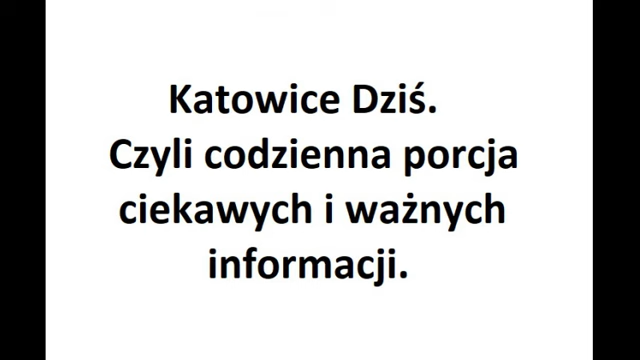 Katowice Dziś.
Czyli codzienna porcja
ciekawych i ważnych
informacji.